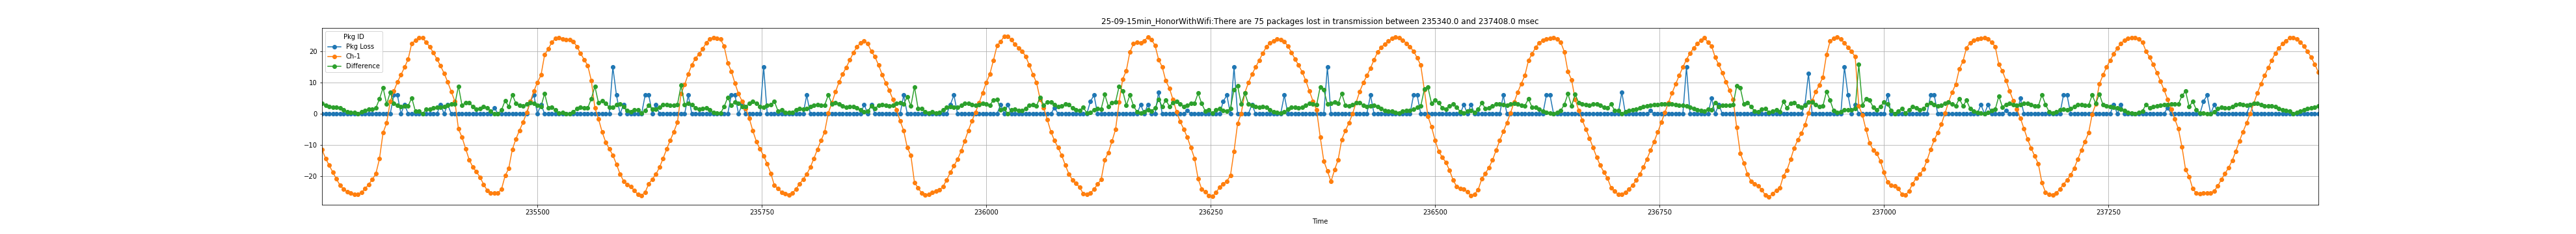 25-09-15min_HonorWithWifi:There are 75 packages lost in transmission between 235340.0 and 237408.0 msec
Pkg ID
Pkg Loss
Ch-1
Difference
20
10
0
−10
−20
235500 235750 236000 236250 236500 236750 237000 237250
Time